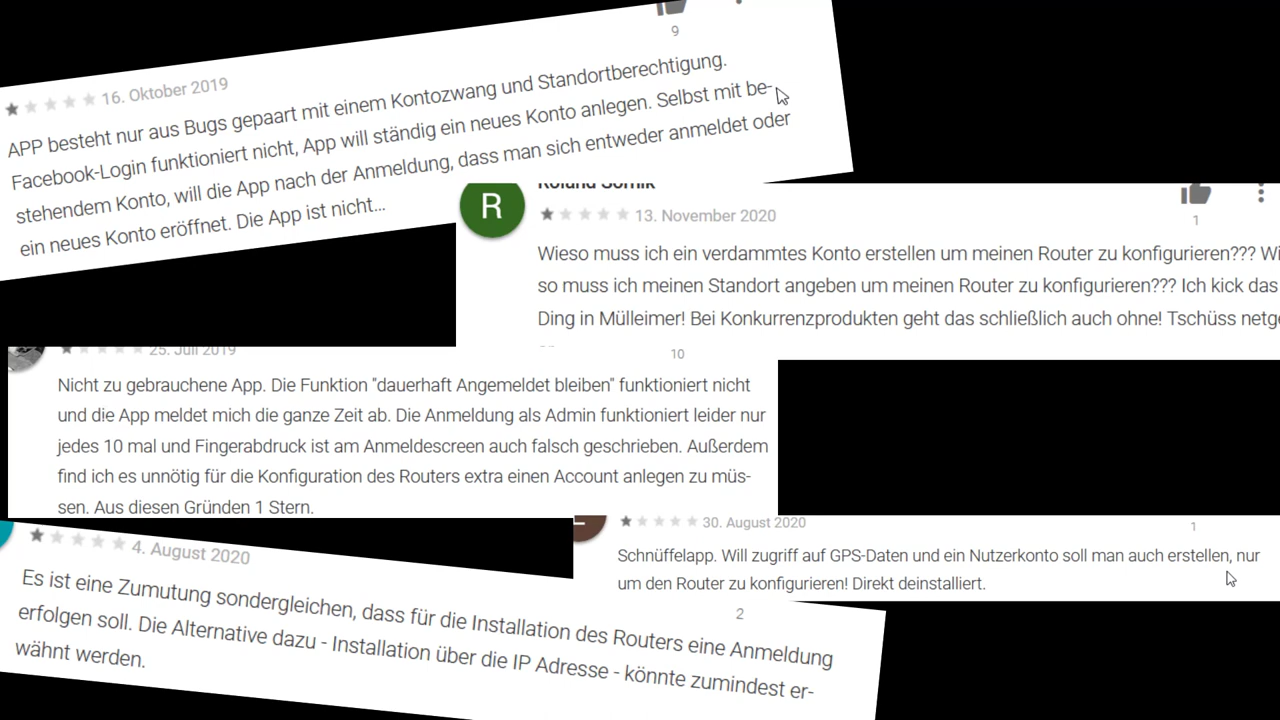 9
16. Oktober 2019
APP besteht nur aus Bugs gepaart mit einem Kontozwang und Standortberechtigung.
Facebook-Login funktioniert nicht, App will ständig ein neues Konto anlegen. Selbst mit be-
stehendem Konto, will die App nach der Anmeldung, dass man sich entweder anmeldet oder
ein neues Konto eröffnet. Die App ist nicht...
R
13. November 2020
1
Wieso muss ich ein verdammtes Konto erstellen um meinen Router zu konfigurieren??? Wi
so muss ich meinen Standort angeben um meinen Router zu konfigurieren??? Ich kick das
Ding in Mülleimer! Bei Konkurrenzprodukten geht das schließlich auch ohne! Tschüss netge
25. Juli 2019
10
Nicht zu gebrauchene App. Die Funktion "dauerhaft Angemeldet bleiben" funktioniert nicht
und die App meldet mich die ganze Zeit ab. Die Anmeldung als Admin funktioniert leider nur
jedes 10 mal und Fingerabdruck ist am Anmeldescreen auch falsch geschrieben. Außerdem
find ich es unnötig für die Konfiguration des Routers extra einen Account anlegen zu müs-
sen. Aus diesen Gründen 1 Stern.
30. August 2020
1
Schnüffelapp. Will zugriff auf GPS-Daten und ein Nutzerkonto soll man auch erstellen, nur
um den Router zu konfigurieren! Direkt deinstalliert.
4. August 2020
2
Es ist eine Zumutung sondergleichen, dass für die Installation des Routers eine Anmeldung
erfolgen soll. Die Alternative dazu - Installation über die IP Adresse - könnte zumindest er-
wähnt werden.